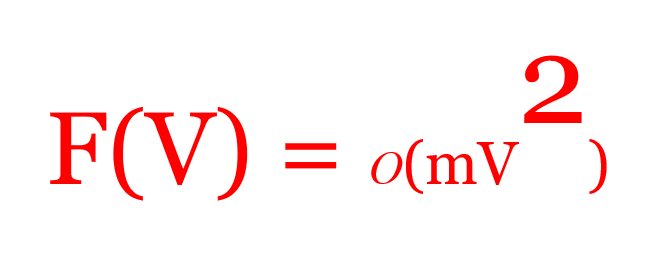 F(V) = O(mV²)